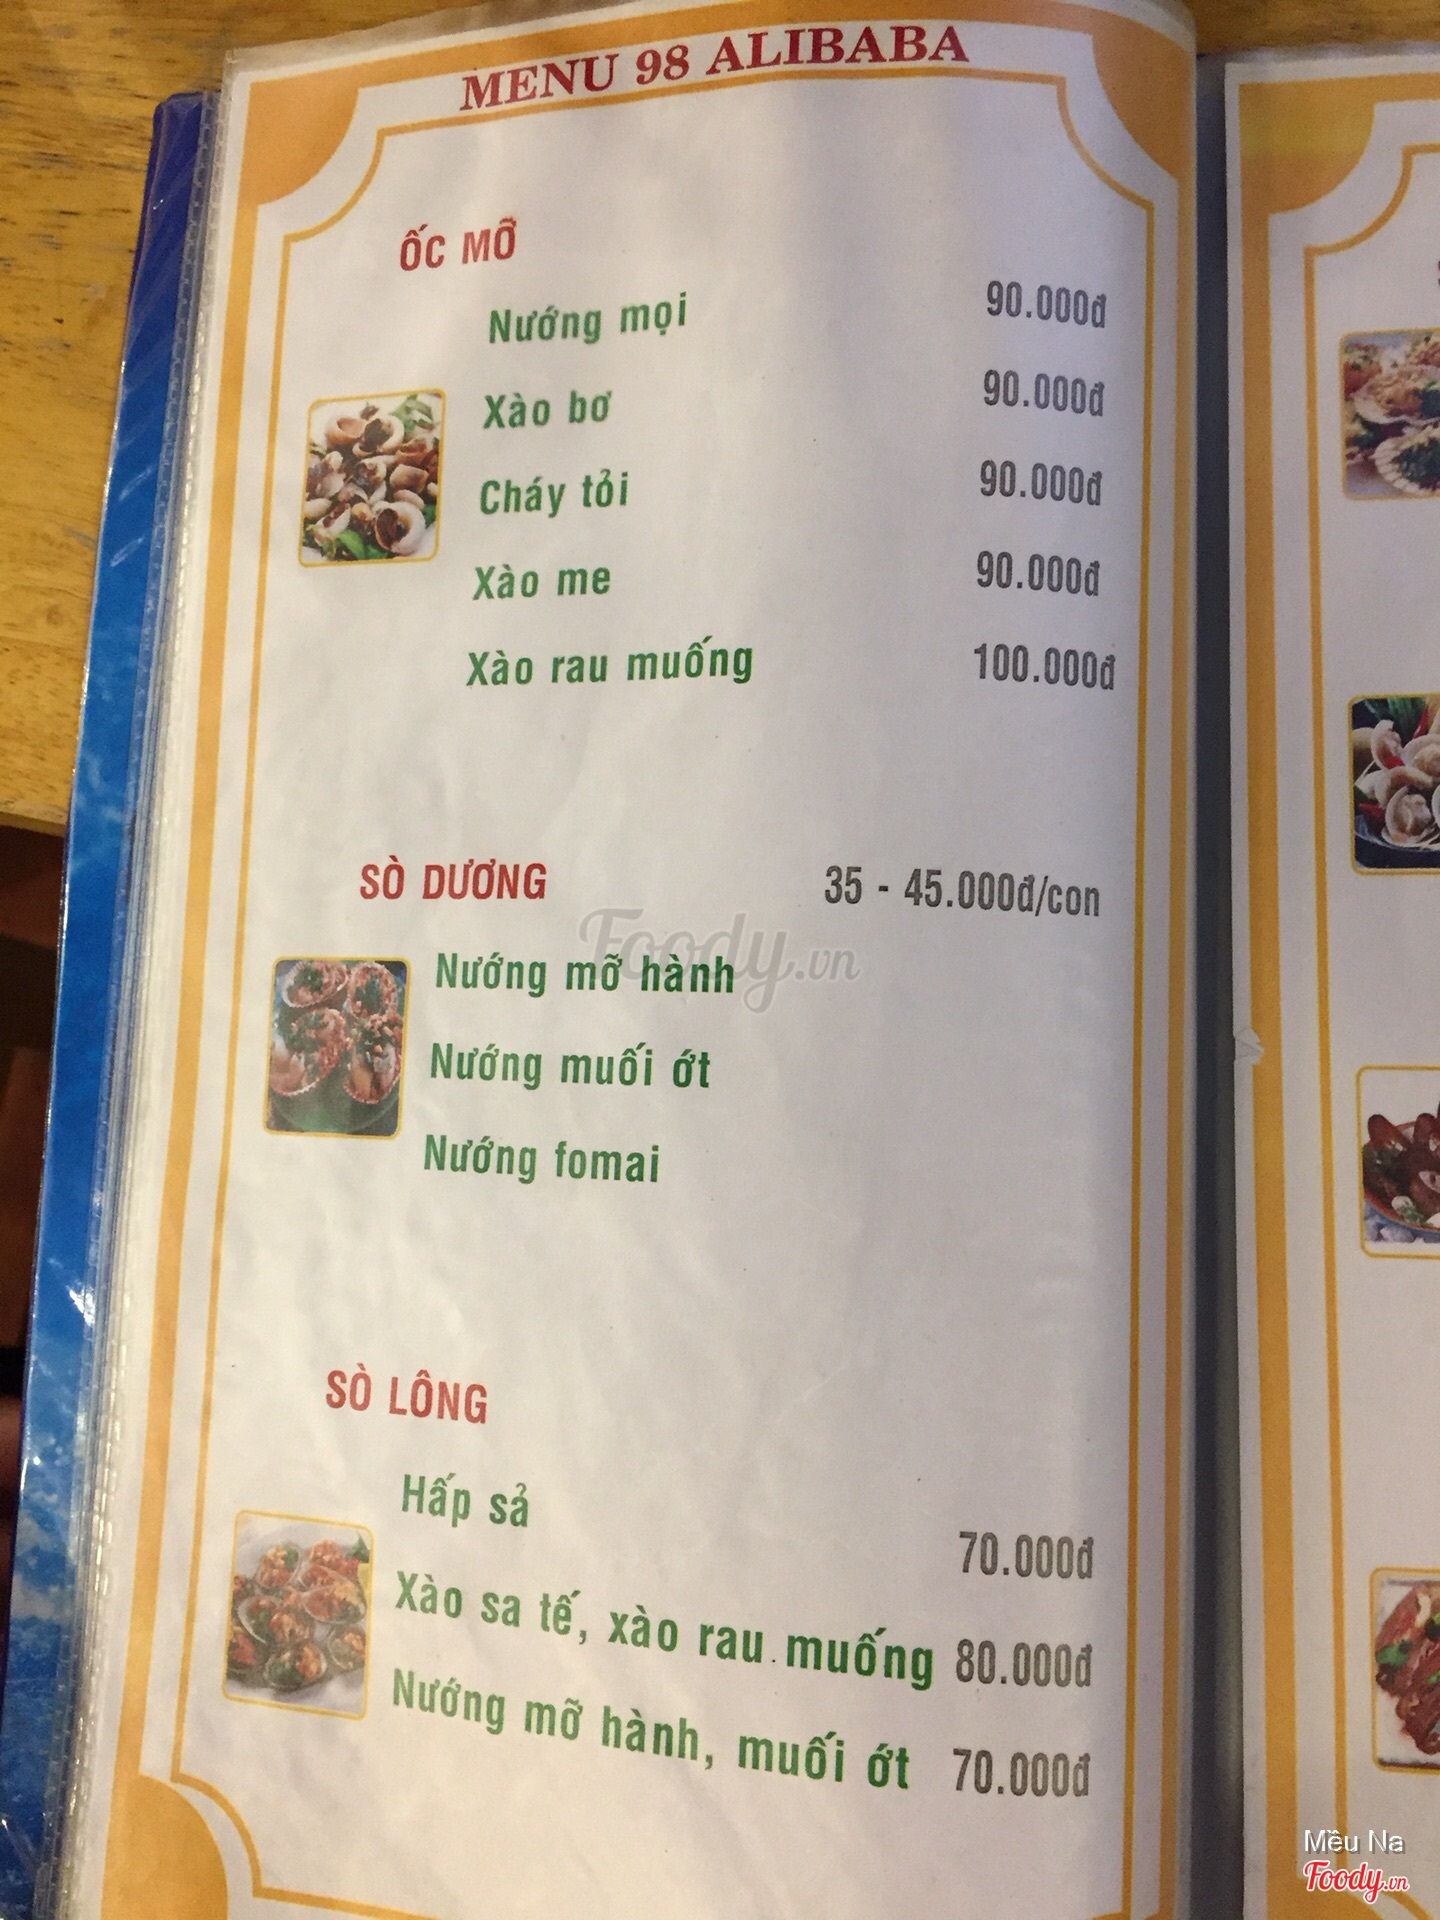 MENU 98 ALIBABA
ỐC MỠ
Nướng mọi 90.000đ
Xào bơ 90.000đ
Cháy tỏi 90.000đ
Xào me 90.000đ
Xào rau muống 100.000đ
SÒ DƯƠNG 35 - 45.000đ/con
Foody.vn
Nướng mỡ hành
Nướng muối ớt
Nướng fomai
SÒ LÔNG
Hấp sả 70.000đ
Xào sa tế, xào rau muống 80.000đ
Nướng mỡ hành, muối ớt 70.000đ
Mều Na
Foody.vn